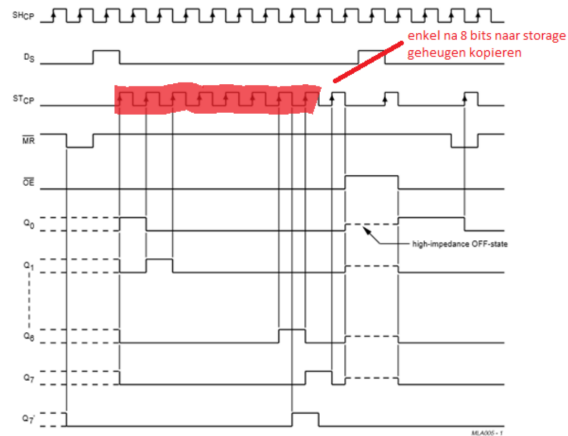 SHCP
enkel na 8 bits naar storage
geheugen kopieren
DS
STCP
MR
OE
Q0
high-impedance OFF-state
Q1
Q6
Q7
Q7'
MLA005 - 1